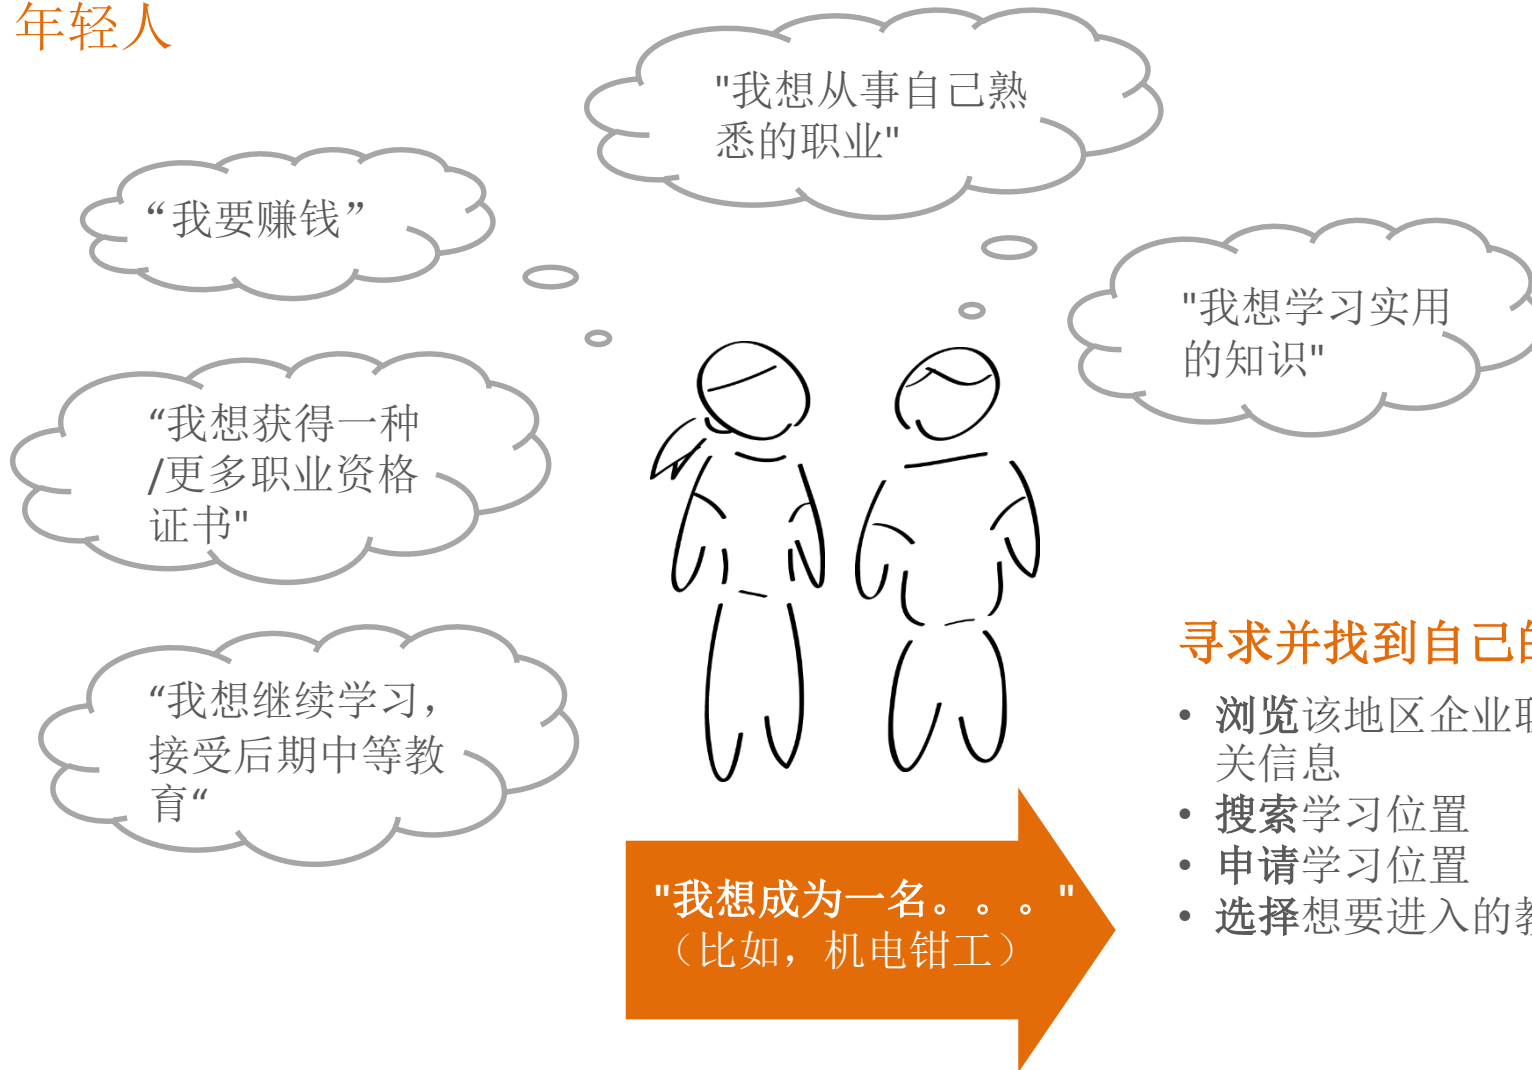 年轻人
"我想从事自己熟
悉的职业"
“我要赚钱”
"我想学习实用
的知识"
“我想获得一种
/更多职业资格
证书"
“我想继续学习，
接受后期中等教
育“
"我想成为一名。。。"
（比如，机电钳工）
寻求并找到自己
• 浏览该地区企业
关信息
• 搜索学习位置
• 申请学习位置
• 选择想要进入的